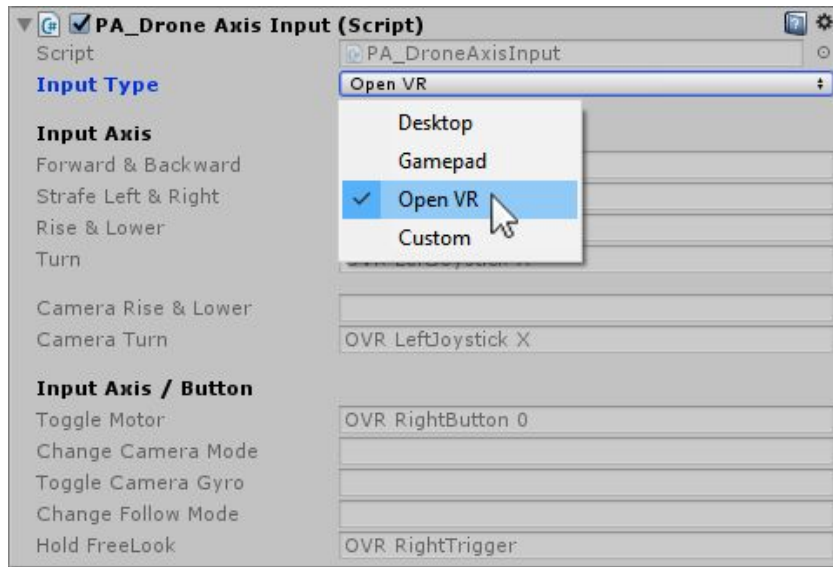 PA_Drone Axis Input (Script)
Script PA_DroneAxisInput
Input Type Open VR
Desktop
Input Axis
Forward & Backward Gamepad
Strafe Left & Right Open VR
Rise & Lower Custom
Turn
Camera Rise & Lower
Camera Turn OVR LeftJoystick X
Input Axis / Button
Toggle Motor OVR RightButton 0
Change Camera Mode
Toggle Camera Gyro
Change Follow Mode
Hold FreeLook OVR RightTrigger